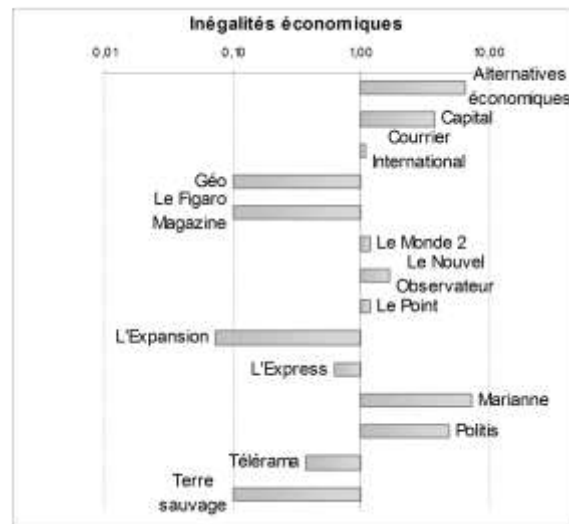 Inégalités économiques
0,01 0,10 1,00 10,00
Alternatives
économiques
Capital
Courrier
International
Géo
Le Figaro
Magazine
Le Monde 2
Le Nouvel
Observateur
Le Point
L'Expansion
L'Express
Marianne
Politis
Télérama
Terre
sauvage